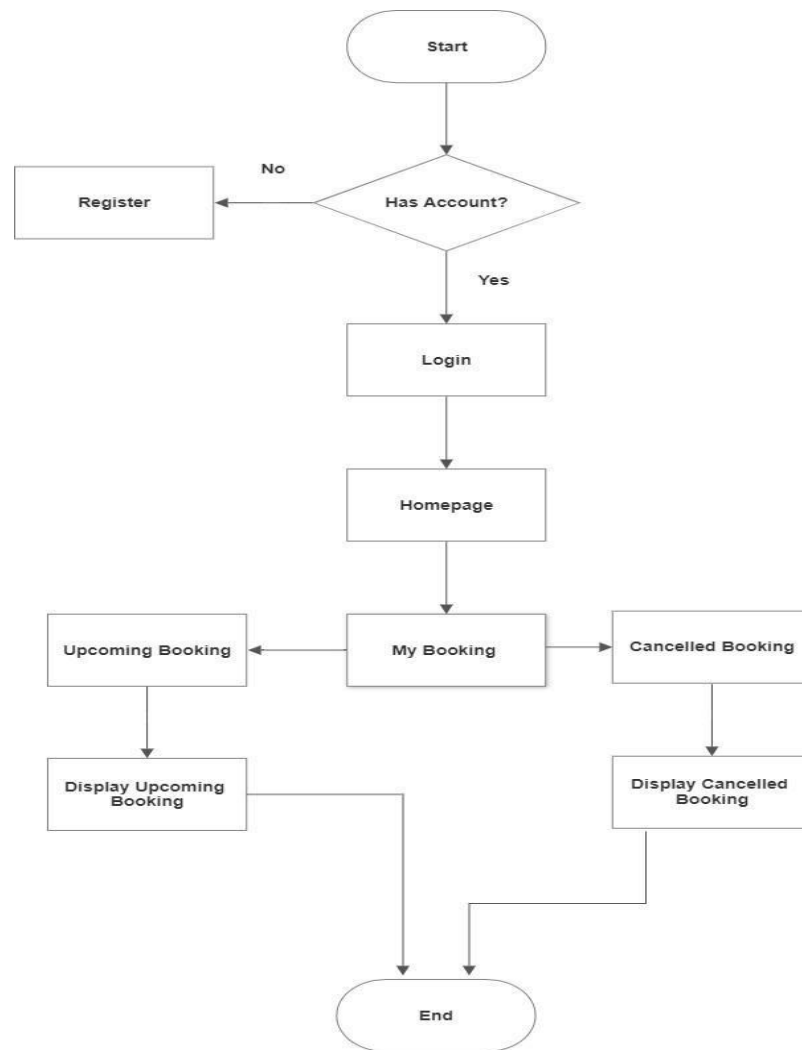 Start
No
Register
Has Account?
Yes
Login
Homepage
Upcoming Booking
My Booking
Cancelled Booking
Display Upcoming
Booking
Display Cancelled
Booking
End